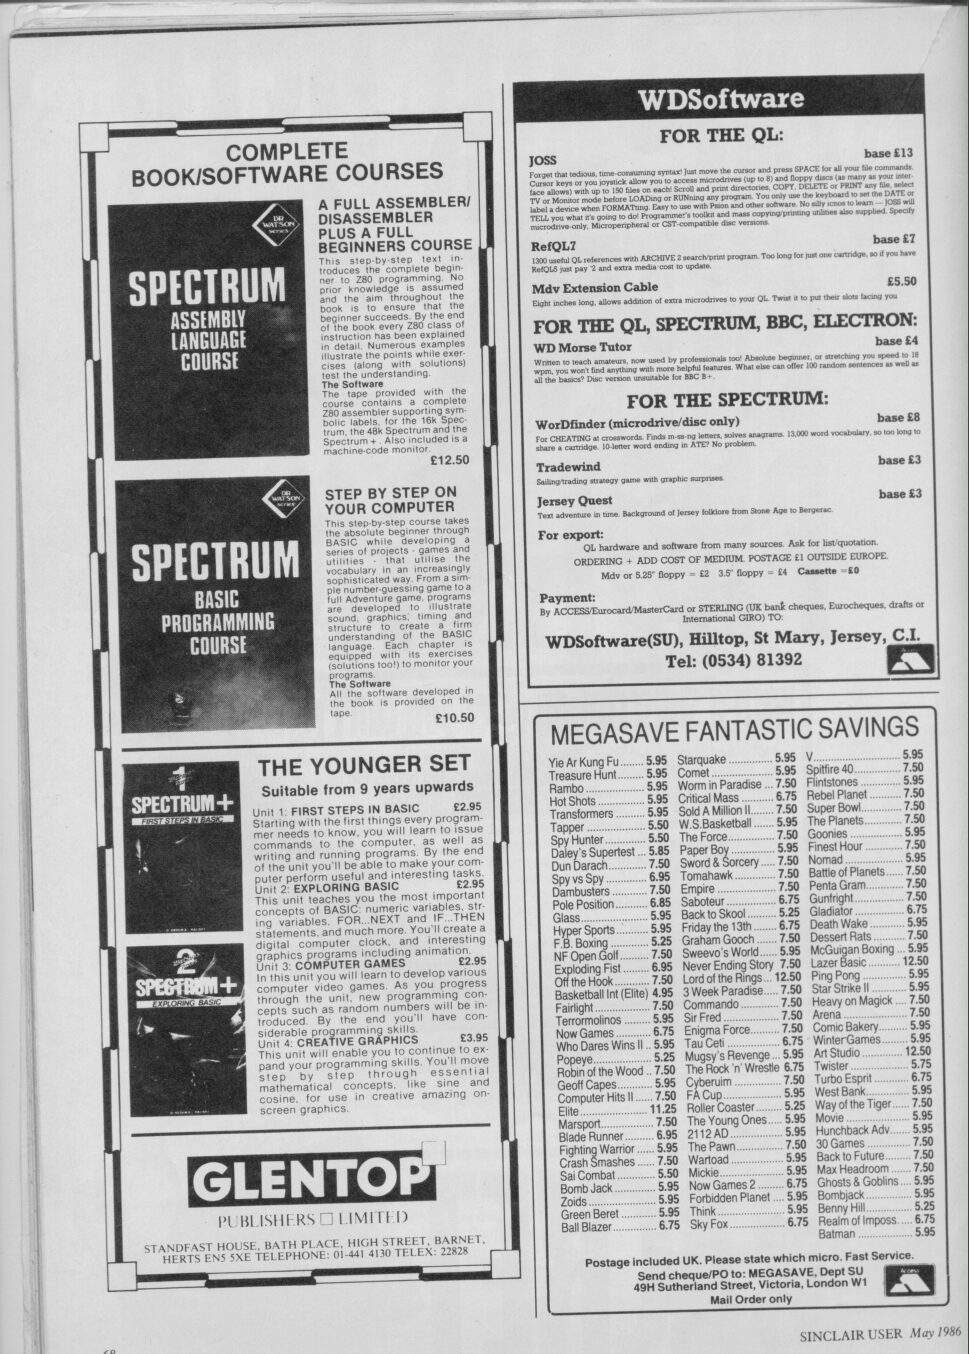 COMPLETE
BOOK/SOFTWARE COURSES
DR
WATSON
SERIES
SPECTRUM
ASSEMBLY
LANGUAGE
COURSE
A FULL ASSEMBLER/
DISASSEMBLER
PLUS A FULL
BEGINNERS COURSE
This step-by-step text in-
troduces the complete begin-
ner to Z80 programming. No
prior knowledge is assumed
and the aim throughout the
book is to ensure that the
beginner succeeds. By the end
of the book every Z80 class of
instruction has been explained
in detail. Numerous examples
illustrate the points while exer-
cises (along with solutions)
test the understanding.
The Software
The tape provided with the
course contains a complete
Z80 assembler supporting sym-
bolic labels, for the 16k Spec-
trum, the 48k Spectrum and the
Spectrum +. Also included is a
machine-code monitor.
£12.50
DR
WATSON
SERIES
SPECTRUM
BASIC
PROGRAMMING
COURSE
STEP BY STEP ON
YOUR COMPUTER
This step-by-step course takes
the absolute beginner through
BASIC while developing a
series of projects - games and
utilities - that utilise the
vocabulary in an increasingly
sophisticated way. From a sim-
ple number-guessing game to a
full Adventure game, programs
are developed to illustrate
sound, graphics, timing and
structure to create a firm
understanding of the BASIC
language. Each chapter is
equipped with its exercises
(solutions too!) to monitor your
programs.
The Software
All the software developed in
the book is provided on the
tape.
£10.50
1
SPECTRUM+
FIRST STEPS IN BASIC
2
SPECTRUM+
EXPLORING BASIC
THE YOUNGER SET
Suitable from 9 years upwards
Unit 1: FIRST STEPS IN BASIC £2.95
Starting with the first things every program-
mer needs to know, you will learn to issue
commands to the computer, as well as
writing and running programs. By the end
of the unit you'll be able to make your com-
puter perform useful and interesting tasks.
Unit 2: EXPLORING BASIC £2.95
This unit teaches you the most important
concepts of BASIC: numeric variables, str-
ing variables, FOR...NEXT and IF...THEN
statements, and much more. You'll create a
digital computer clock, and interesting
graphics programs including animation.
Unit 3: COMPUTER GAMES £2.95
In this unit you will learn to develop various
computer video games. As you progress
through the unit, new programming con-
cepts such as random numbers will be in-
troduced. By the end you'll have con-
siderable programming skills.
Unit 4: CREATIVE GRAPHICS £3.95
This unit will enable you to continue to ex-
pand your programming skills. You'll move
step by step through essential
mathematical concepts, like sine and
cosine, for use in creative amazing on-
screen graphics.
GLENTOP
PUBLISHERS LIMITED
STANDFAST HOUSE, BATH PLACE, HIGH STREET, BARNET,
HERTS EN5 5XE TELEPHONE: 01-441 4130 TELEX: 22828
WDSoftware
FOR THE QL:
JOSS base £13
Forget that tedious, time-consuming syntax! Just move the cursor and press SPACE for all your file commands.
Cursor keys or you joystick allow you to access microdrives (up to 8) and floppy discs (as many as your inter-
face allows) with up to 150 files on each! Scroll and print directories, COPY, DELETE or PRINT any file, select
TV or Monitor mode before LOADing or RUNning any program. You only use the keyboard to set the DATE or
label a device when FORMATting. Easy to use with Psion and other software. No silly icnos to learn — JOSS will
TELL you what it's going to do! Programmer's toolkit and mass copying/printing utilities also supplied. Specify
microdrive-only, Microperipheral or CST-compatible disc versions.
RefQL7 base £7
1300 useful QL references with ARCHIVE 2 search/print program. Too long for just one cartridge, so if you have
RefQL6 just pay '2 and extra media cost to update.
Mdv Extension Cable £5.50
Eight inches long, allows addition of extra microdrives to your QL. Twist it to put their slots facing you
FOR THE QL, SPECTRUM, BBC, ELECTRON:
WD Morse Tutor base £4
Written to teach amateurs, now used by professionals too! Absolute beginner, or stretching you speed to 18
wpm, you won't find anything with more helpful features. What else can offer 100 random sentences as well as
all the basics? Disc version unsuitable for BBC B+.
FOR THE SPECTRUM:
WorDfinder (microdrive/disc only) base £8
For CHEATING at crosswords. Finds m-ss-ng letters, solves anagrams. 13,000 word vocabulary, so too long to
share a cartridge. 10-letter word ending in ATE? No problem.
Tradewind base £3
Sailing/trading strategy game with graphic surprises.
Jersey Quest base £3
Text adventure in time. Background of Jersey folklore from Stone Age to Bergerac.
For export:
QL hardware and software from many sources. Ask for list/quotation.
ORDERING + ADD COST OF MEDIUM. POSTAGE £1 OUTSIDE EUROPE.
Mdv or 5.25" floppy = £2 3.5" floppy = £4 Cassette = £0
Payment:
By ACCESS/Eurocard/MasterCard or STERLING (UK bank cheques, Eurocheques, drafts or
International GIRO) TO:
WDSoftware(SU), Hilltop, St Mary, Jersey, C.I.
Tel: (0534) 81392
MEGASAVE FANTASTIC SAVINGS
Yie Ar Kung Fu ........ 5.95
Treasure Hunt ........ 5.95
Rambo ........ 5.95
Hot Shots ........ 5.95
Transformers ........ 5.95
Tapper ........ 5.50
Spy Hunter ........ 5.50
Daley's Supertest ... 5.85
Dun Darach ........ 7.50
Spy vs Spy ........ 6.95
Dambusters ........ 7.50
Pole Position ........ 6.85
Glass ........ 5.95
Hyper Sports ........ 5.95
F.B. Boxing ........ 5.25
NF Open Golf ........ 7.50
Exploding Fist ........ 6.95
Off the Hook ........ 7.50
Basketball Int (Elite) 4.95
Fairlight ........ 7.50
Terrormolinos ........ 5.95
Now Games ........ 6.75
Who Dares Wins II .. 5.95
Popeye ........ 5.25
Robin of the Wood .. 7.50
Geoff Capes ........ 5.95
Computer Hits II ..... 7.50
Elite ........ 11.25
Marsport ........ 7.50
Blade Runner ........ 6.95
Fighting Warrior ..... 5.95
Crash Smashes ...... 7.50
Sai Combat ........ 5.50
Bomb Jack ........ 5.95
Zoids ........ 5.95
Green Beret ........ 5.95
Ball Blazer ........ 6.75
Starquake ........ 5.95
Comet ........ 5.95
Worm in Paradise ... 7.50
Critical Mass ........ 6.75
Sold A Million II ....... 7.50
W.S.Basketball ...... 5.95
The Force ........ 7.50
Paper Boy ........ 5.95
Sword & Sorcery ..... 7.50
Tomahawk ........ 7.50
Empire ........ 7.50
Saboteur ........ 6.75
Back to Skool ........ 5.25
Friday the 13th ....... 6.75
Graham Gooch ...... 7.50
Sweevo's World ..... 5.95
Never Ending Story 7.50
Lord of the Rings ... 12.50
3 Week Paradise ..... 7.50
Commando ........ 7.50
Sir Fred ........ 7.50
Enigma Force ........ 7.50
Tau Ceti ........ 6.75
Mugsy's Revenge ... 5.95
The Rock 'n' Wrestle 6.75
Cyberuim ........ 7.50
FA Cup ........ 5.95
Roller Coaster ........ 5.25
The Young Ones ..... 5.95
2112 AD ........ 5.95
The Pawn ........ 7.50
Wartoad ........ 5.95
Mickie ........ 5.95
Now Games 2 ........ 6.75
Forbidden Planet .... 5.95
Think ........ 5.95
Sky Fox ........ 6.75
V ........ 5.95
Spitfire 40 ........ 7.50
Flintstones ........ 5.95
Rebel Planet ........ 7.50
Super Bowl ........ 7.50
The Planets ........ 7.50
Goonies ........ 5.95
Finest Hour ........ 7.50
Nomad ........ 5.95
Battle of Planets ..... 7.50
Penta Gram ........ 7.50
Gunfright ........ 7.50
Gladiator ........ 6.75
Death Wake ........ 5.95
Dessert Rats ........ 7.50
McGuigan Boxing ... 5.95
Lazer Basic ........ 12.50
Ping Pong ........ 5.95
Star Strike II ........ 5.95
Heavy on Magick .... 7.50
Arena ........ 7.50
Comic Bakery ........ 5.95
Winter Games ........ 5.95
Art Studio ........ 12.50
Twister ........ 5.75
Turbo Esprit ........ 6.75
West Bank ........ 5.95
Way of the Tiger ..... 7.50
Movie ........ 5.95
Hunchback Adv ...... 5.95
30 Games ........ 7.50
Back to Future ........ 7.50
Max Headroom ...... 7.50
Ghosts & Goblins .... 5.95
Bombjack ........ 5.95
Benny Hill ........ 5.25
Realm of Imposs. .... 6.75
Batman ........ 5.95
Postage included UK. Please state which micro. Fast Service.
Send cheque/PO to: MEGASAVE, Dept SU
49H Sutherland Street, Victoria, London W1
Mail Order only
SINCLAIR USER May 1986
68